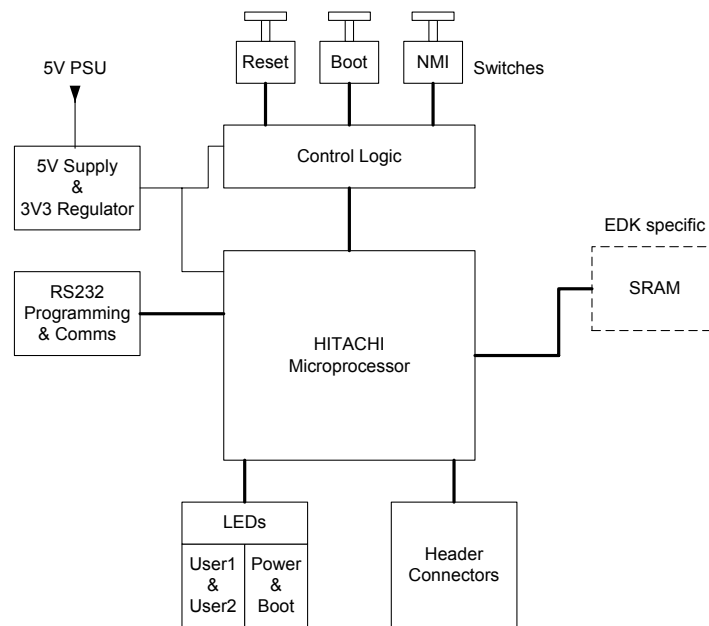 Reset
Boot
NMI
Switches
5V PSU
Control Logic
5V Supply
&
3V3 Regulator
EDK specific
SRAM
RS232
Programming
& Comms
HITACHI
Microprocessor
LEDs
User1
&
User2
Power
&
Boot
Header
Connectors